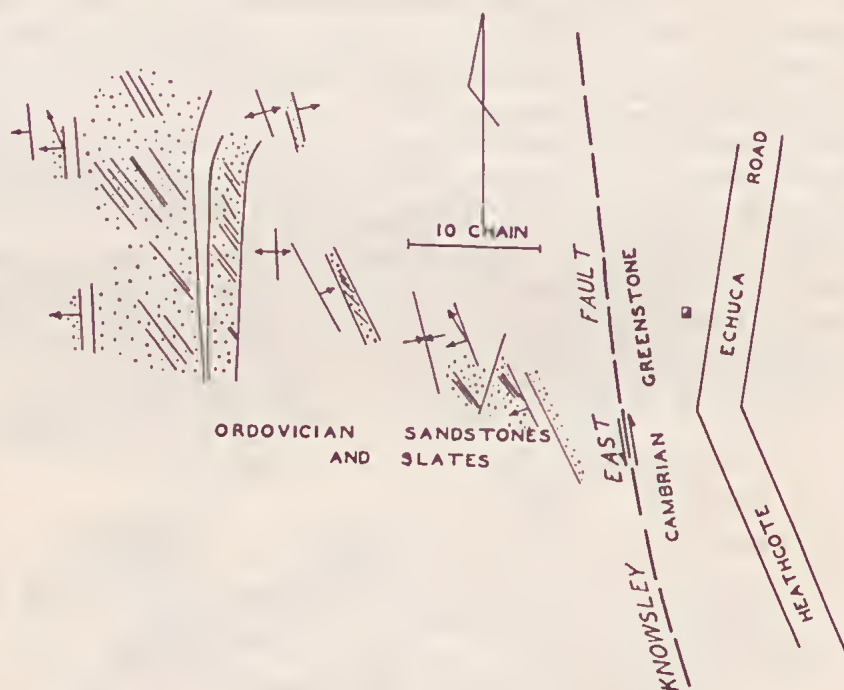 10 CHAIN
ORDOVICIAN SANDSTONES
AND SLATES
KNOWSLEY EAST FAULT
CAMBRIAN GREENSTONE
HEATHCOTE ECHUCA ROAD